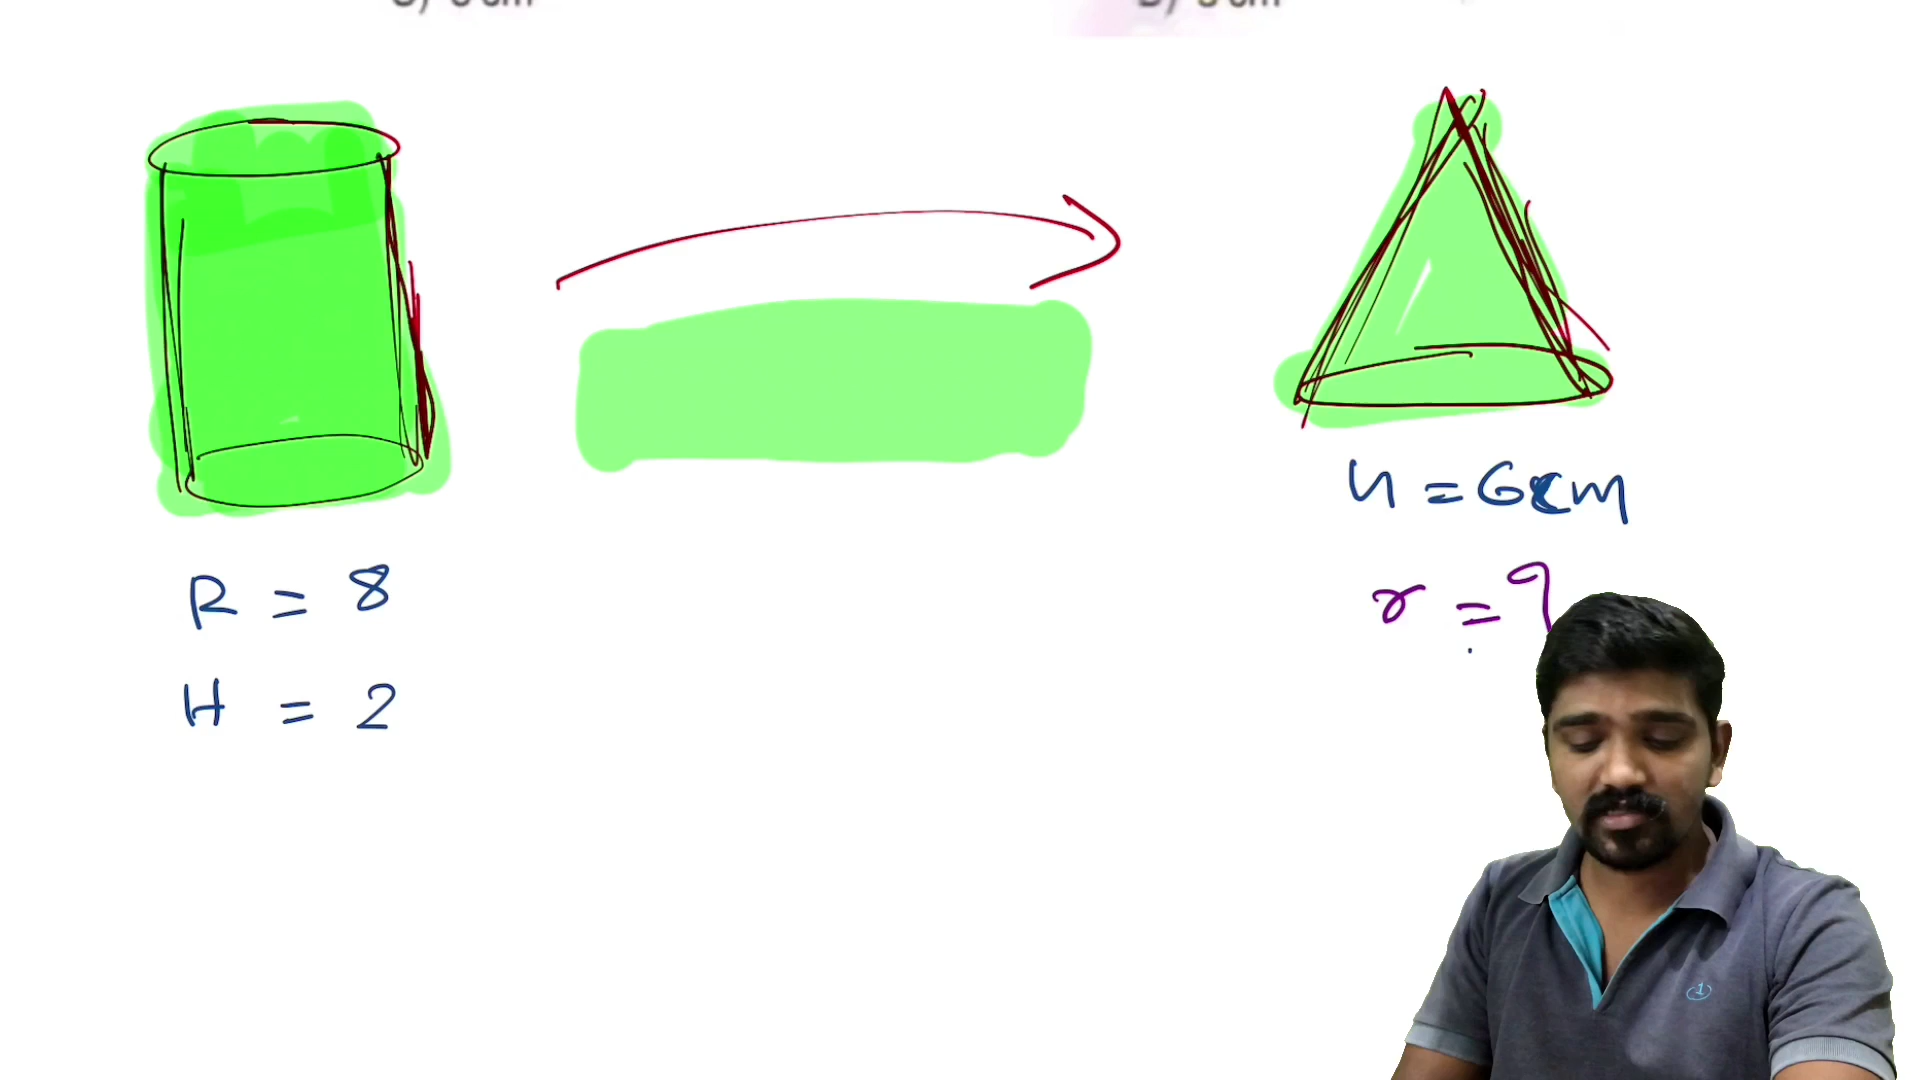 R = 8
H = 2
h = 6cm
r = ?